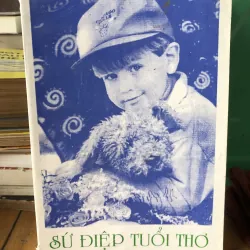 SỨ ĐIỆP TUỔI THƠ